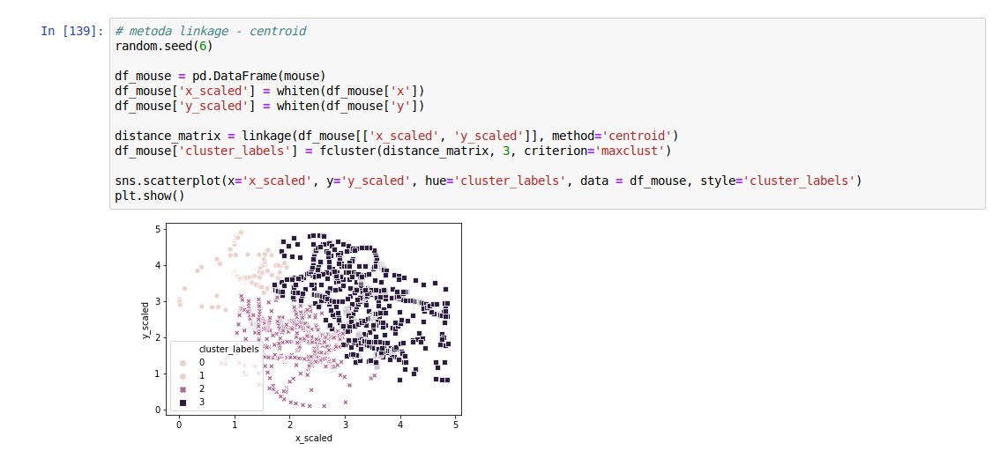 In [139]:
# metoda linkage - centroid
random.seed(6)
df_mouse = pd.DataFrame(mouse)
df_mouse['x_scaled'] = whiten(df_mouse['x'])
df_mouse['y_scaled'] = whiten(df_mouse['y'])
distance_matrix = linkage(df_mouse[['x_scaled', 'y_scaled']], method='centroid')
df_mouse['cluster_labels'] = fcluster(distance_matrix, 3, criterion='maxclust')
sns.scatterplot(x='x_scaled', y='y_scaled', hue='cluster_labels', data = df_mouse, style='cluster_labels')
plt.show()
5
4
3
2
1
0
y_scaled
cluster_labels
0
1
2
3
0 1 2 3 4 5
x_scaled